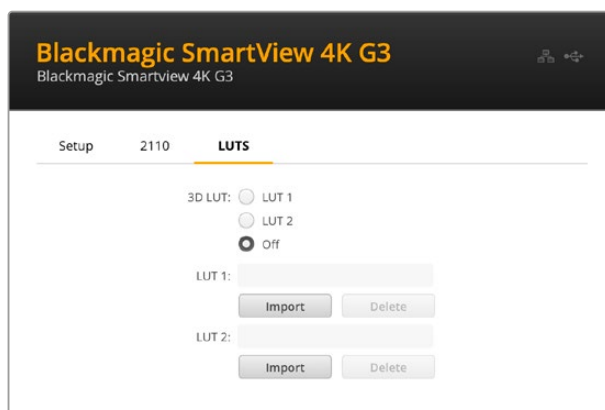 Blackmagic SmartView 4K G3
Blackmagic Smartview 4K G3
Setup 2110 LUTS
3D LUT: LUT 1
LUT 2
Off
LUT 1:
Import Delete
LUT 2:
Import Delete